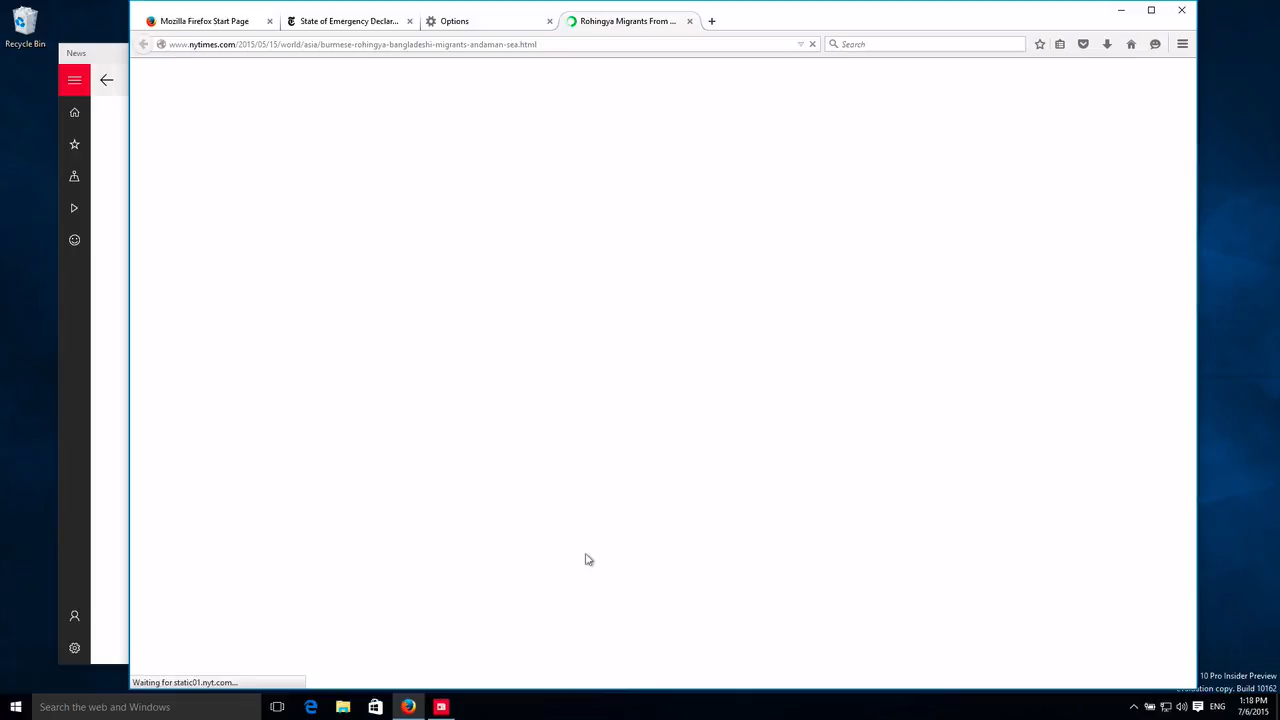 Mozilla Firefox Start Page
State of Emergency Declar...
Options
Rohingya Migrants From ...
www.nytimes.com/2015/05/15/world/asia/burmese-rohingya-bangladeshi-migrants-andaman-sea.html
Search
Recycle Bin
News
Waiting for static01.nyt.com...
10 Pro Insider Preview
Evaluation copy. Build 10162
Search the web and Windows
ENG
1:18 PM
7/6/2015